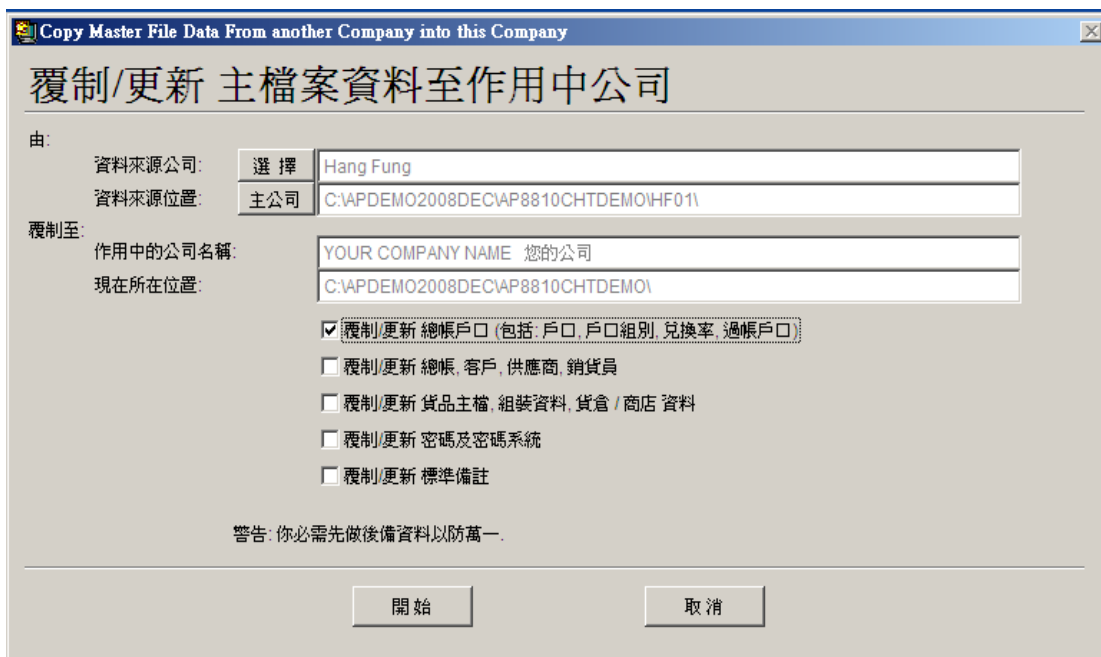 Copy Master File Data From another Company into this Company
覆制/更新 主檔案資料至作用中公司
由:
資料來源公司: 選擇 Hang Fung
資料來源位置: 主公司 C:\APDEMO2008DEC\AP8810CHTDEMO\HF01\
覆制至:
作用中的公司名稱: YOUR COMPANY NAME 您的公司
現在所在位置: C:\APDEMO2008DEC\AP8810CHTDEMO\
覆制/更新 總帳戶口 (包括: 戶口, 戶口組別, 兌換率, 過帳戶口)
覆制/更新 總帳, 客戶, 供應商, 銷貨員
覆制/更新 貨品主檔, 組裝資料, 貨倉 / 商店 資料
覆制/更新 密碼及密碼系統
覆制/更新 標準備註
警告: 你必需先做後備資料以防萬一.
開始 取消